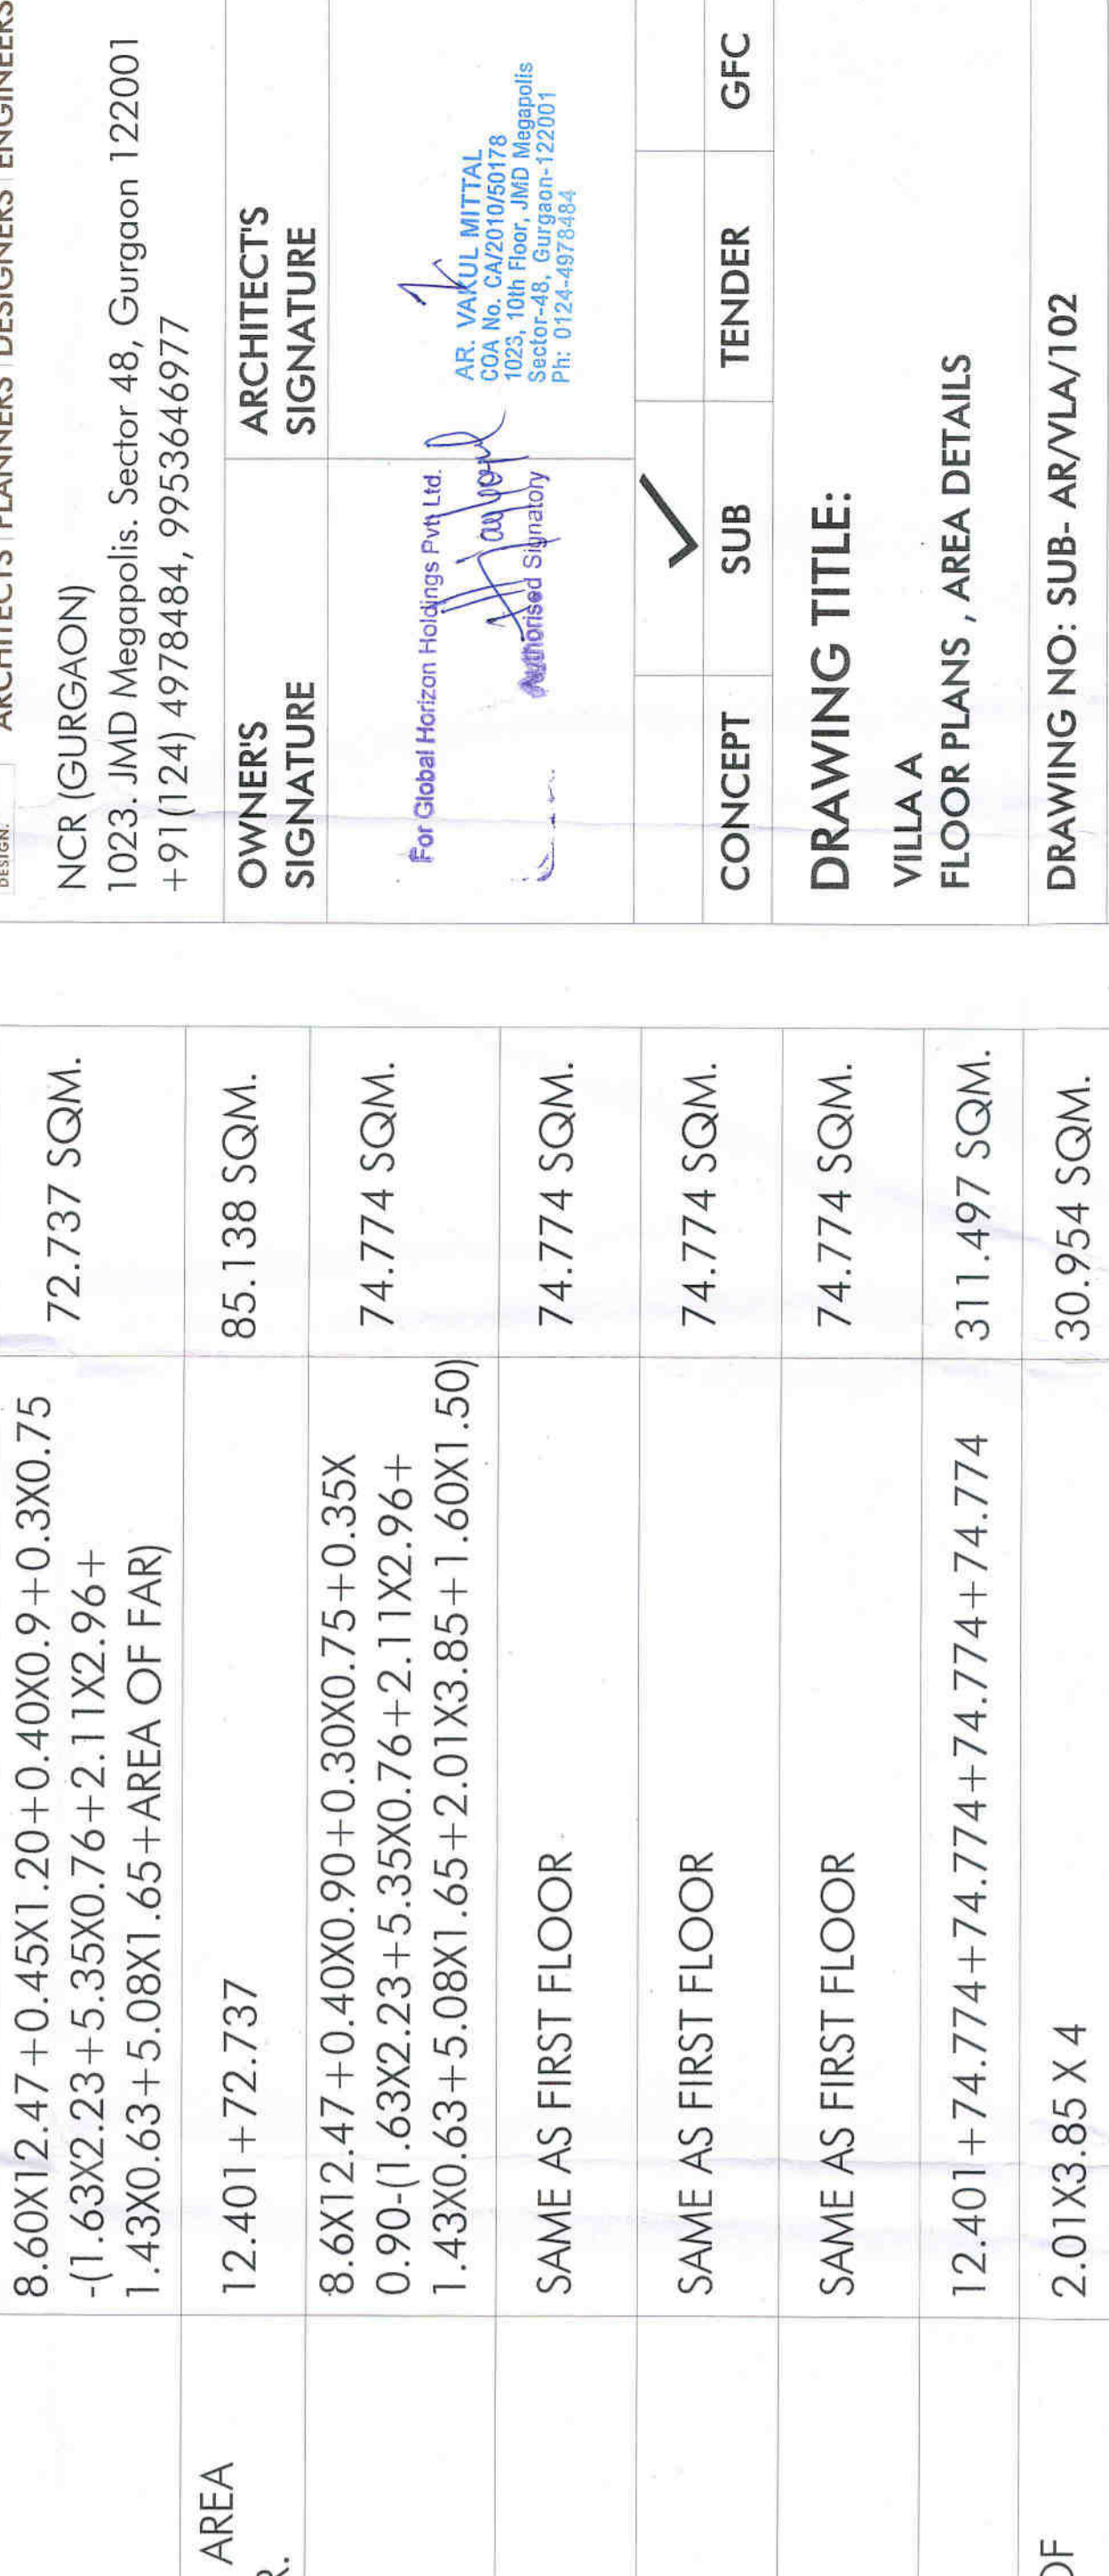 AREA
R.
OF
8.60X12.47+0.45X1.20+0.40X0.9+0.3X0.75
-(1.63X2.23+5.35X0.76+2.11X2.96+
1.43X0.63+5.08X1.65+AREA OF FAR)
72.737 SQM.
12.401+72.737
85.138 SQM.
8.6X12.47+0.40X0.90+0.30X0.75+0.35X
0.90-(1.63X2.23+5.35X0.76+2.11X2.96+
1.43X0.63+5.08X1.65+2.01X3.85+1.60X1.50)
74.774 SQM.
SAME AS FIRST FLOOR
74.774 SQM.
SAME AS FIRST FLOOR
74.774 SQM.
SAME AS FIRST FLOOR
74.774 SQM.
12.401+74.774+74.774+74.774+74.774
311.497 SQM.
2.01X3.85 X 4
30.954 SQM.
DESIGN.
ARCHITECTS PLANNERS DESIGNERS ENGINEERS
NCR (GURGAON)
1023. JMD Megapolis. Sector 48, Gurgaon 122001
+91(124) 4978484, 9953646977
OWNER'S
SIGNATURE
ARCHITECT'S
SIGNATURE
For Global Horizon Holdings Pvt. Ltd.
Authorised Signatory
AR. VAKUL MITTAL
COA No. CA/2010/50178
1023, 10th Floor, JMD Megapolis
Sector-48, Gurgaon-122001
Ph: 0124-4978484
CONCEPT SUB TENDER GFC
DRAWING TITLE:
VILLA A
FLOOR PLANS , AREA DETAILS
DRAWING NO: SUB- AR/VLA/102